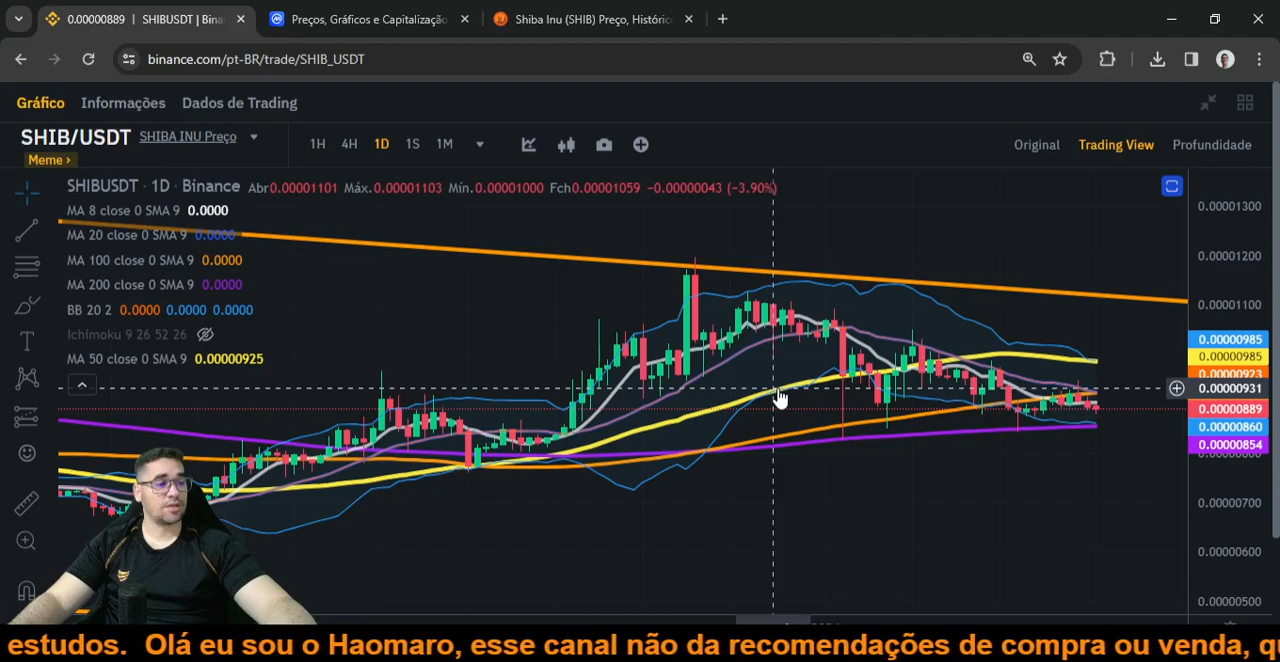 0.00000889 | SHIBUSDT | Bina
Preços, Gráficos e Capitalização
Shiba Inu (SHIB) Preço, Históric
binance.com/pt-BR/trade/SHIB_USDT
Gráfico Informações Dados de Trading
SHIB/USDT SHIBA INU Preço
Meme
1H 4H 1D 1S 1M
Original Trading View Profundidade
SHIBUSDT · 1D · Binance Abr0.00001101 Máx.0.00001103 Mín.0.00001000 Fch0.00001059 −0.00000043 (−3.90%)
MA 8 close 0 SMA 9 0.0000
MA 20 close 0 SMA 9 0.0000
MA 100 close 0 SMA 9 0.0000
MA 200 close 0 SMA 9 0.0000
BB 20 2 0.0000 0.0000 0.0000
Ichimoku 9 26 52 26
MA 50 close 0 SMA 9 0.00000925
0.00001300
0.00001200
0.00001100
0.00000985
0.00000985
0.00000923
0.00000931
0.00000889
0.00000860
0.00000854
0.00000700
0.00000600
0.00000500
estudos. Olá eu sou o Haomaro, esse canal não da recomendações de compra ou venda,